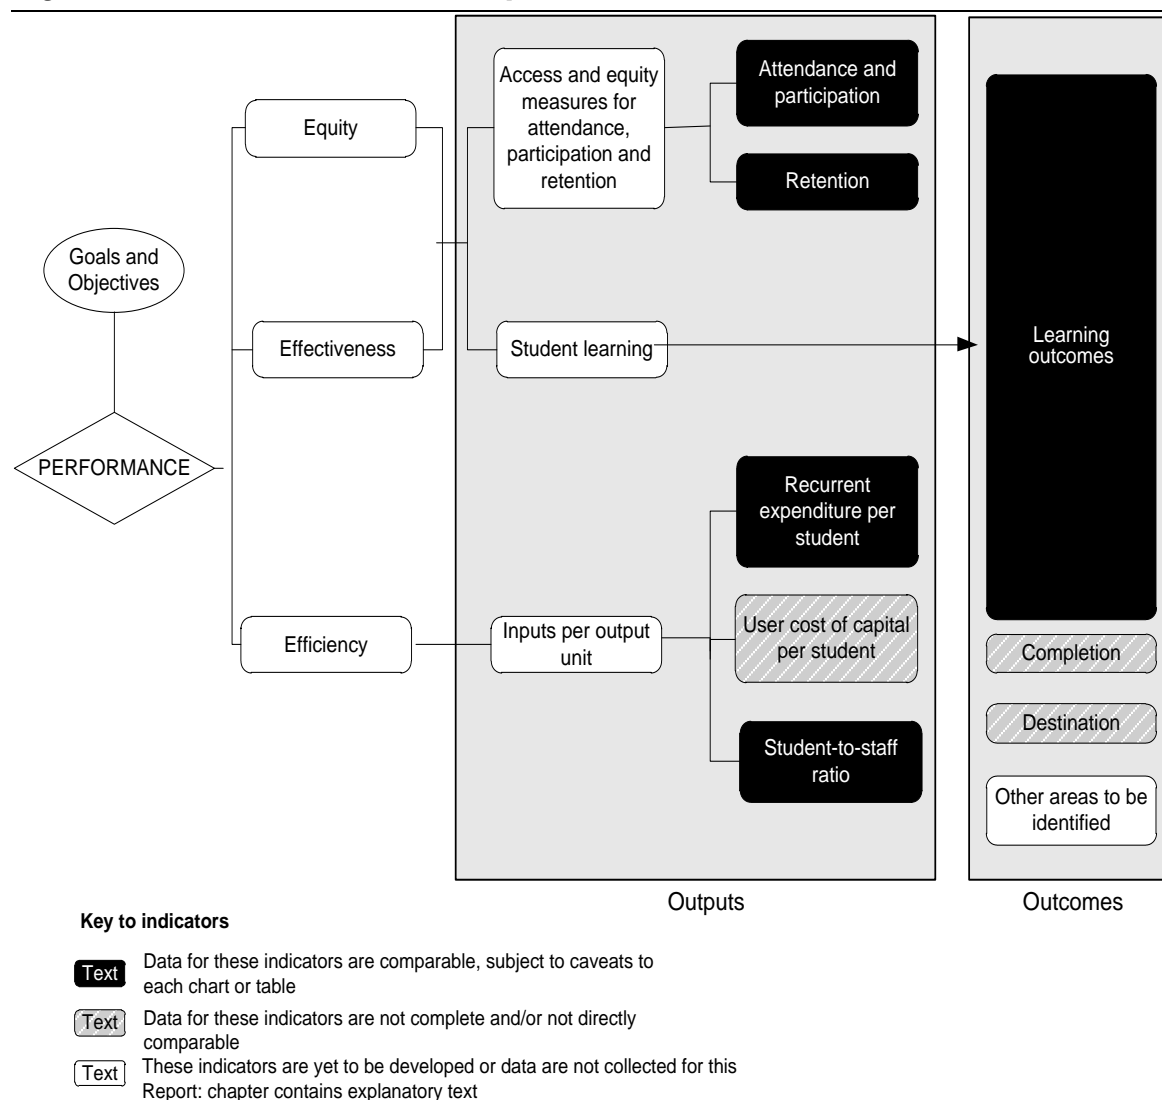 Goals and
Objectives
PERFORMANCE
Equity
Effectiveness
Efficiency
Access and equity
measures for
attendance,
participation and
retention
Student learning
Inputs per output
unit
Attendance and
participation
Retention
Recurrent
expenditure per
student
User cost of capital
per student
Student-to-staff
ratio
Learning
outcomes
Completion
Destination
Other areas to be
identified
Outputs
Outcomes
Key to indicators
Text
Data for these indicators are comparable, subject to caveats to
each chart or table
Text
Data for these indicators are not complete and/or not directly
comparable
Text
These indicators are yet to be developed or data are not collected for this
Report: chapter contains explanatory text